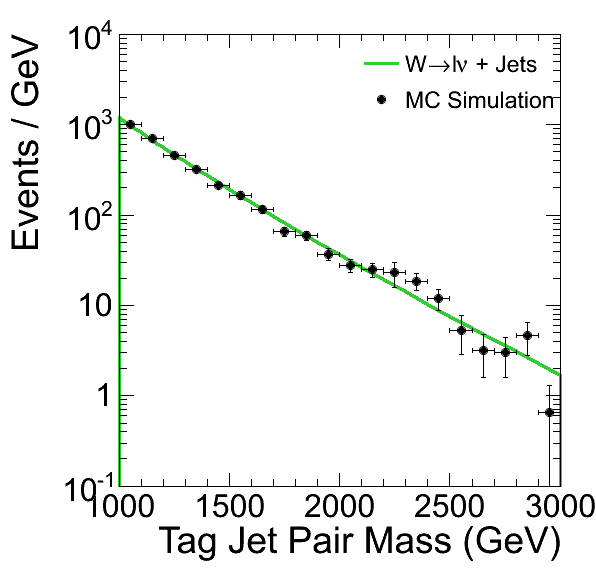 Events / GeV
10^4
10^3
10^2
10
1
10^-1
W→lν + Jets
MC Simulation
1000 1500 2000 2500 3000
Tag Jet Pair Mass (GeV)